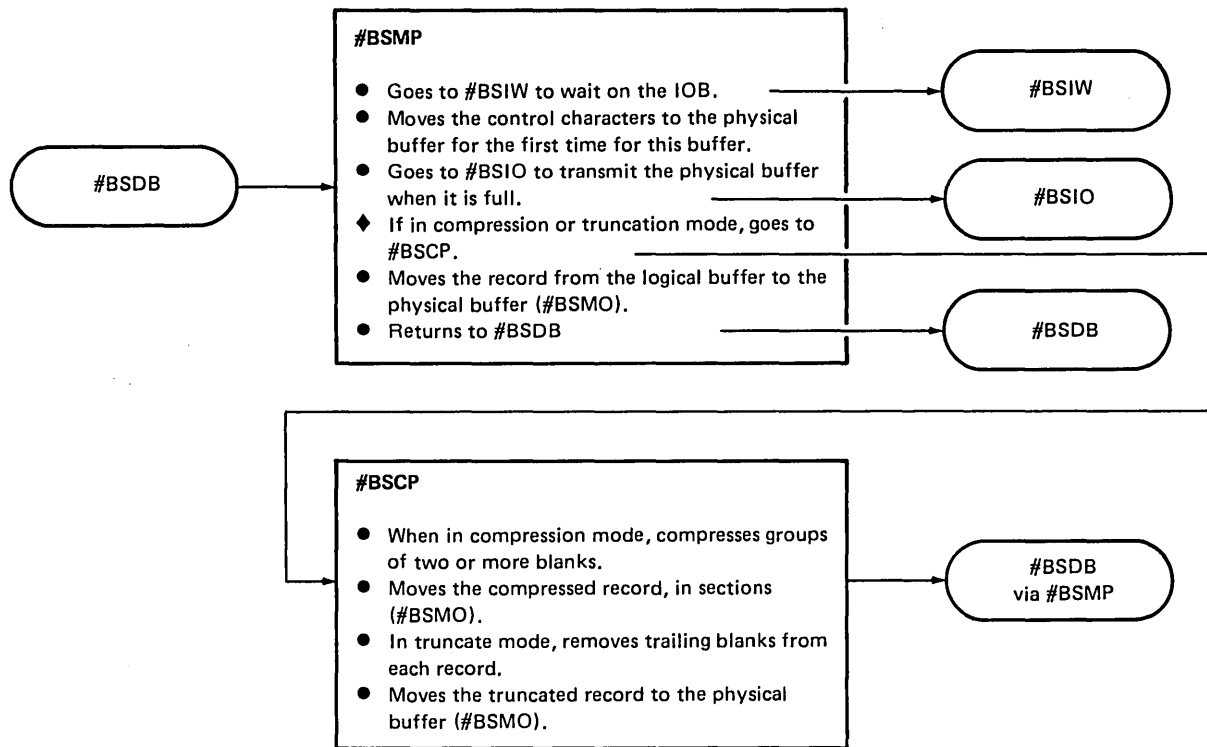 #BSDB
#BSMP
● Goes to #BSIW to wait on the IOB.
● Moves the control characters to the physical
buffer for the first time for this buffer.
● Goes to #BSIO to transmit the physical buffer
when it is full.
♦ If in compression or truncation mode, goes to
#BSCP.
● Moves the record from the logical buffer to the
physical buffer (#BSMO).
● Returns to #BSDB
#BSIW
#BSIO
#BSDB
#BSCP
● When in compression mode, compresses groups
of two or more blanks.
● Moves the compressed record, in sections
(#BSMO).
● In truncate mode, removes trailing blanks from
each record.
● Moves the truncated record to the physical
buffer (#BSMO).
#BSDB
via #BSMP